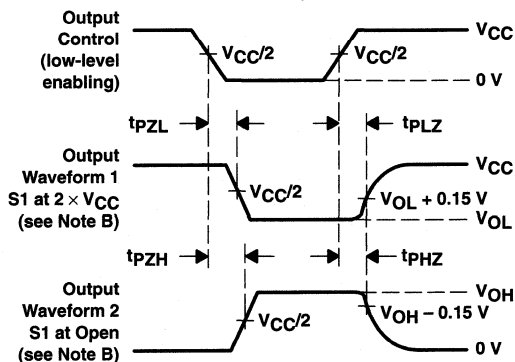 Output
Control
(low-level
enabling)
VCC/2
VCC/2
VCC
0 V
tPZL
tPLZ
Output
Waveform 1
S1 at 2 × VCC
(see Note B)
VCC/2
VCC
VOL + 0.15 V
VOL
tPZH
tPHZ
Output
Waveform 2
S1 at Open
(see Note B)
VCC/2
VOH
VOH − 0.15 V
0 V